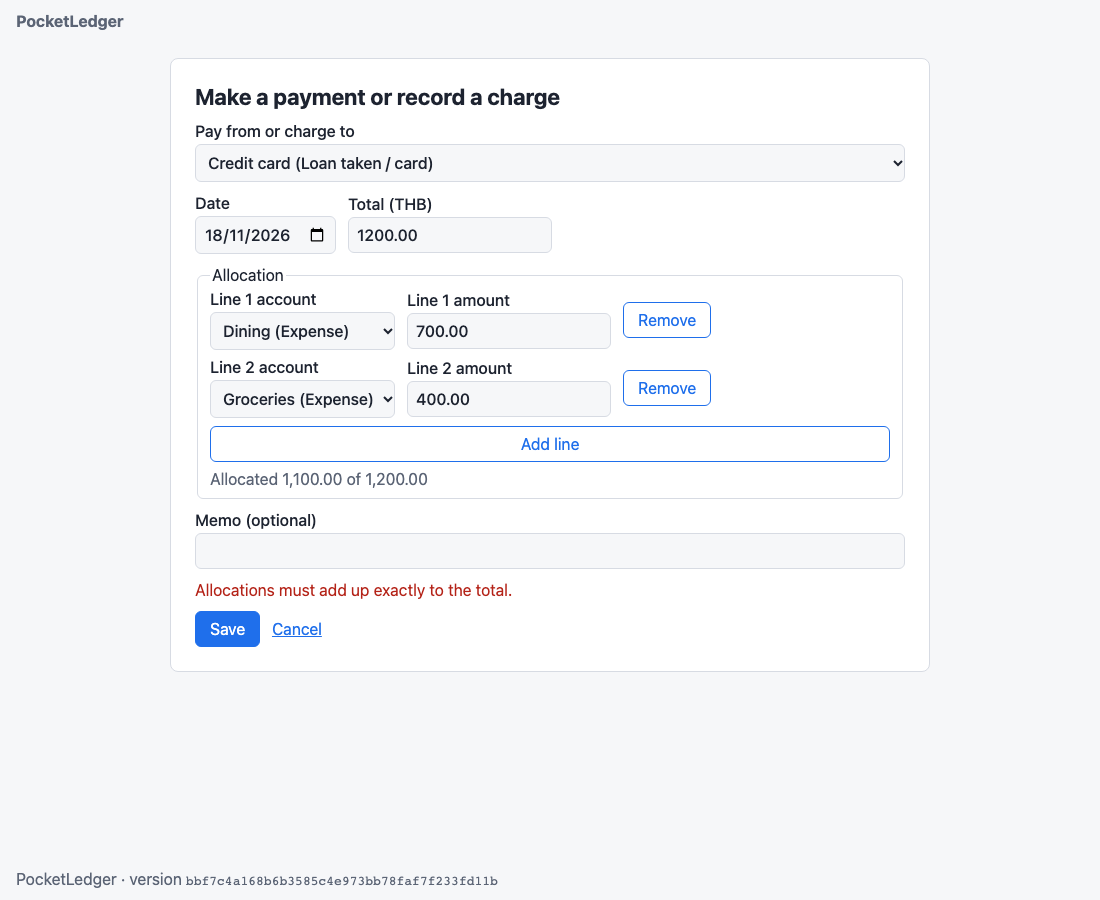 PocketLedger
Make a payment or record a charge
Pay from or charge to
Credit card (Loan taken / card)
Date
Total (THB)
18/11/2026
1200.00
Allocation
Line 1 account
Line 1 amount
Dining (Expense)
700.00
Remove
Line 2 account
Line 2 amount
Groceries (Expense)
400.00
Remove
Add line
Allocated 1,100.00 of 1,200.00
Memo (optional)
Allocations must add up exactly to the total.
Save
Cancel
PocketLedger · version bbf7c4a168b6b3585c4e973bb78faf7f233fd11b